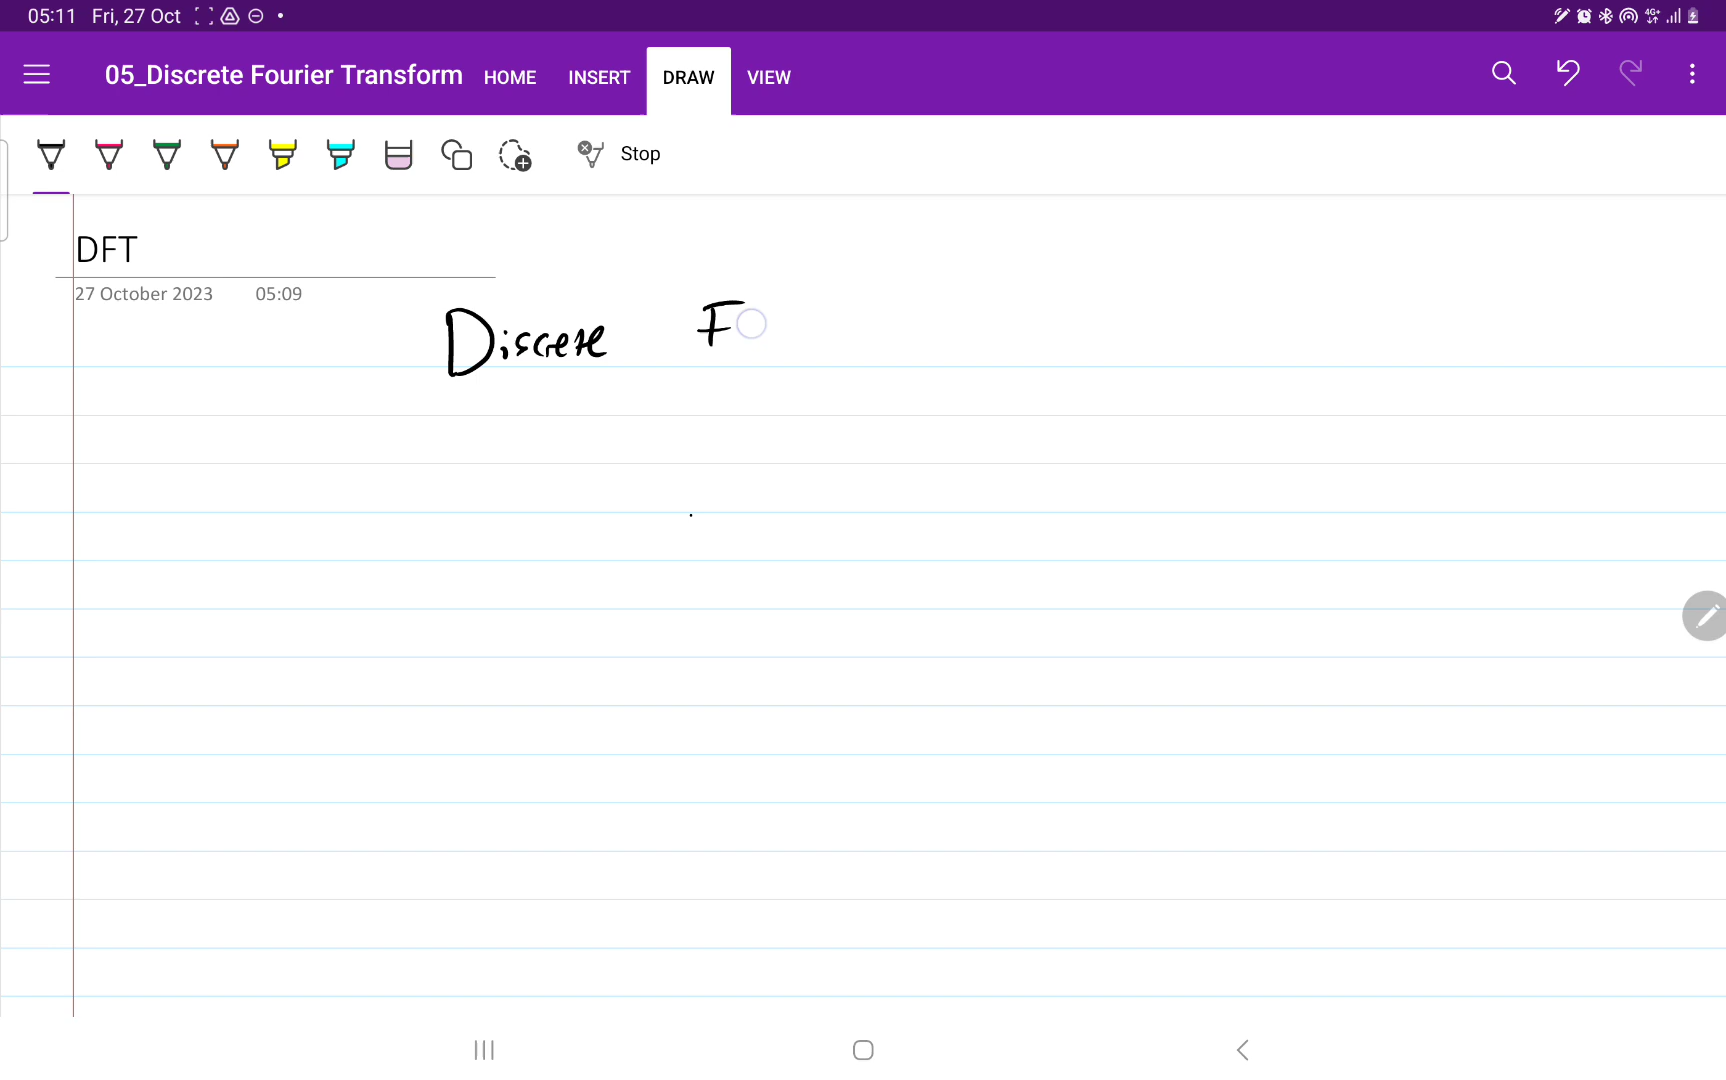 05:11 Fri, 27 Oct 4G+
05_Discrete Fourier Transform HOME INSERT DRAW VIEW
Stop
DFT
27 October 2023 05:09
Discrete F